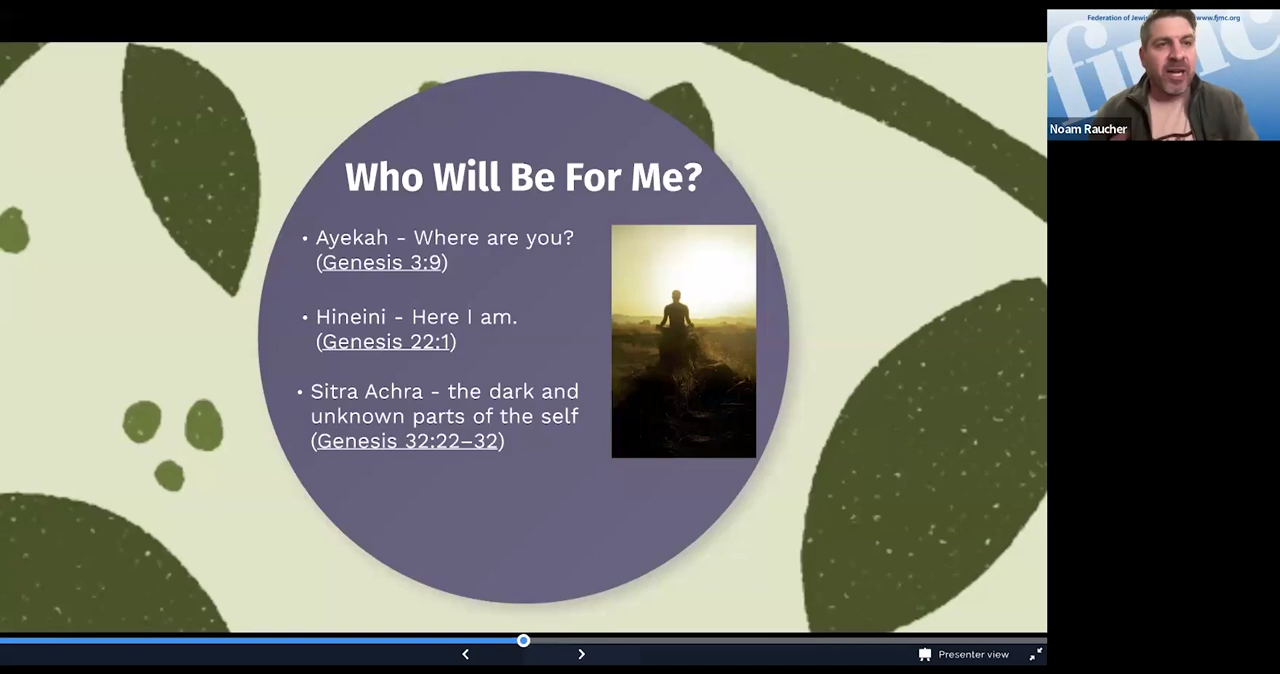 Who Will Be For Me?
• Ayekah - Where are you?
(Genesis 3:9)
• Hineini - Here I am.
(Genesis 22:1)
• Sitra Achra - the dark and
unknown parts of the self
(Genesis 32:22–32)
Federation of Jewis www.fjmc.org
fjmc
Noam Raucher
Presenter view